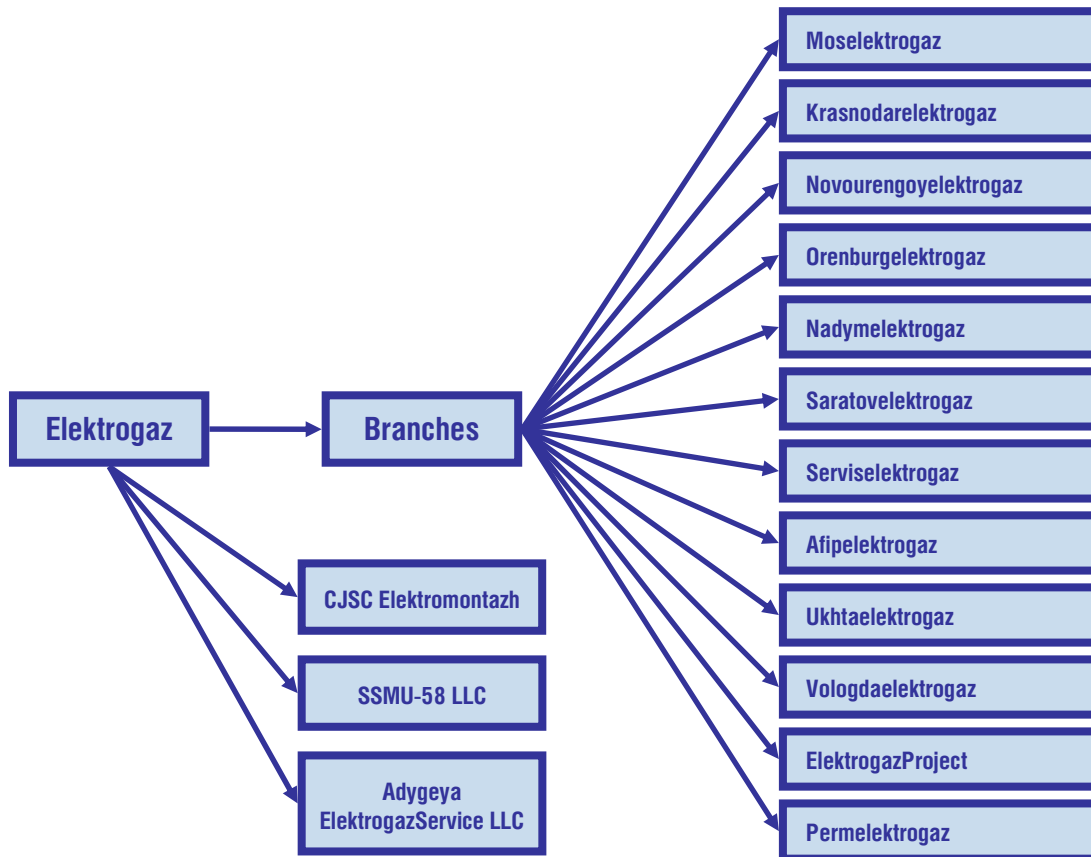 Elektrogaz
Branches
CJSC Elektromontazh
SSMU-58 LLC
Adygeya
ElektrogazService LLC
Moselektrogaz
Krasnodarelektrogaz
Novourengoyelektrogaz
Orenburgelektrogaz
Nadymelektrogaz
Saratovelektrogaz
Serviselektrogaz
Afipelektrogaz
Ukhtaelektrogaz
Vologdaelektrogaz
ElektrogazProject
Permelektrogaz